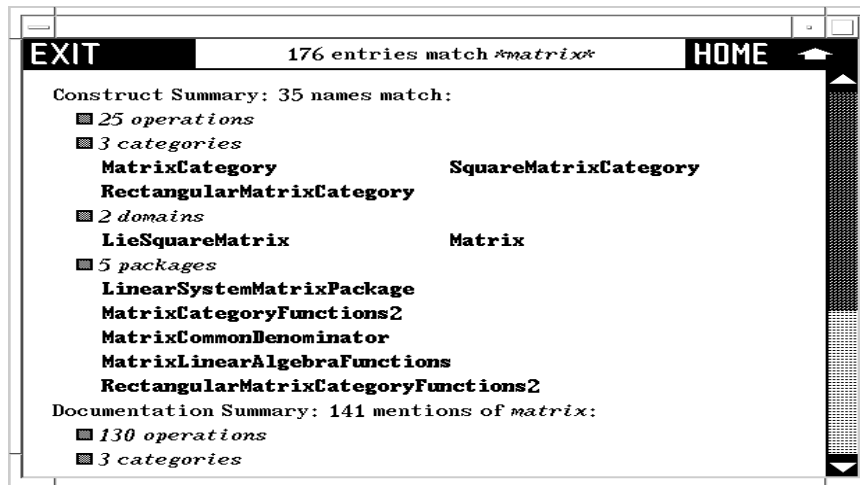 EXIT 176 entries match *matrix* HOME
Construct Summary: 35 names match:
25 operations
3 categories
MatrixCategory SquareMatrixCategory
RectangularMatrixCategory
2 domains
LieSquareMatrix Matrix
5 packages
LinearSystemMatrixPackage
MatrixCategoryFunctions2
MatrixCommonDenominator
MatrixLinearAlgebraFunctions
RectangularMatrixCategoryFunctions2
Documentation Summary: 141 mentions of matrix:
130 operations
3 categories